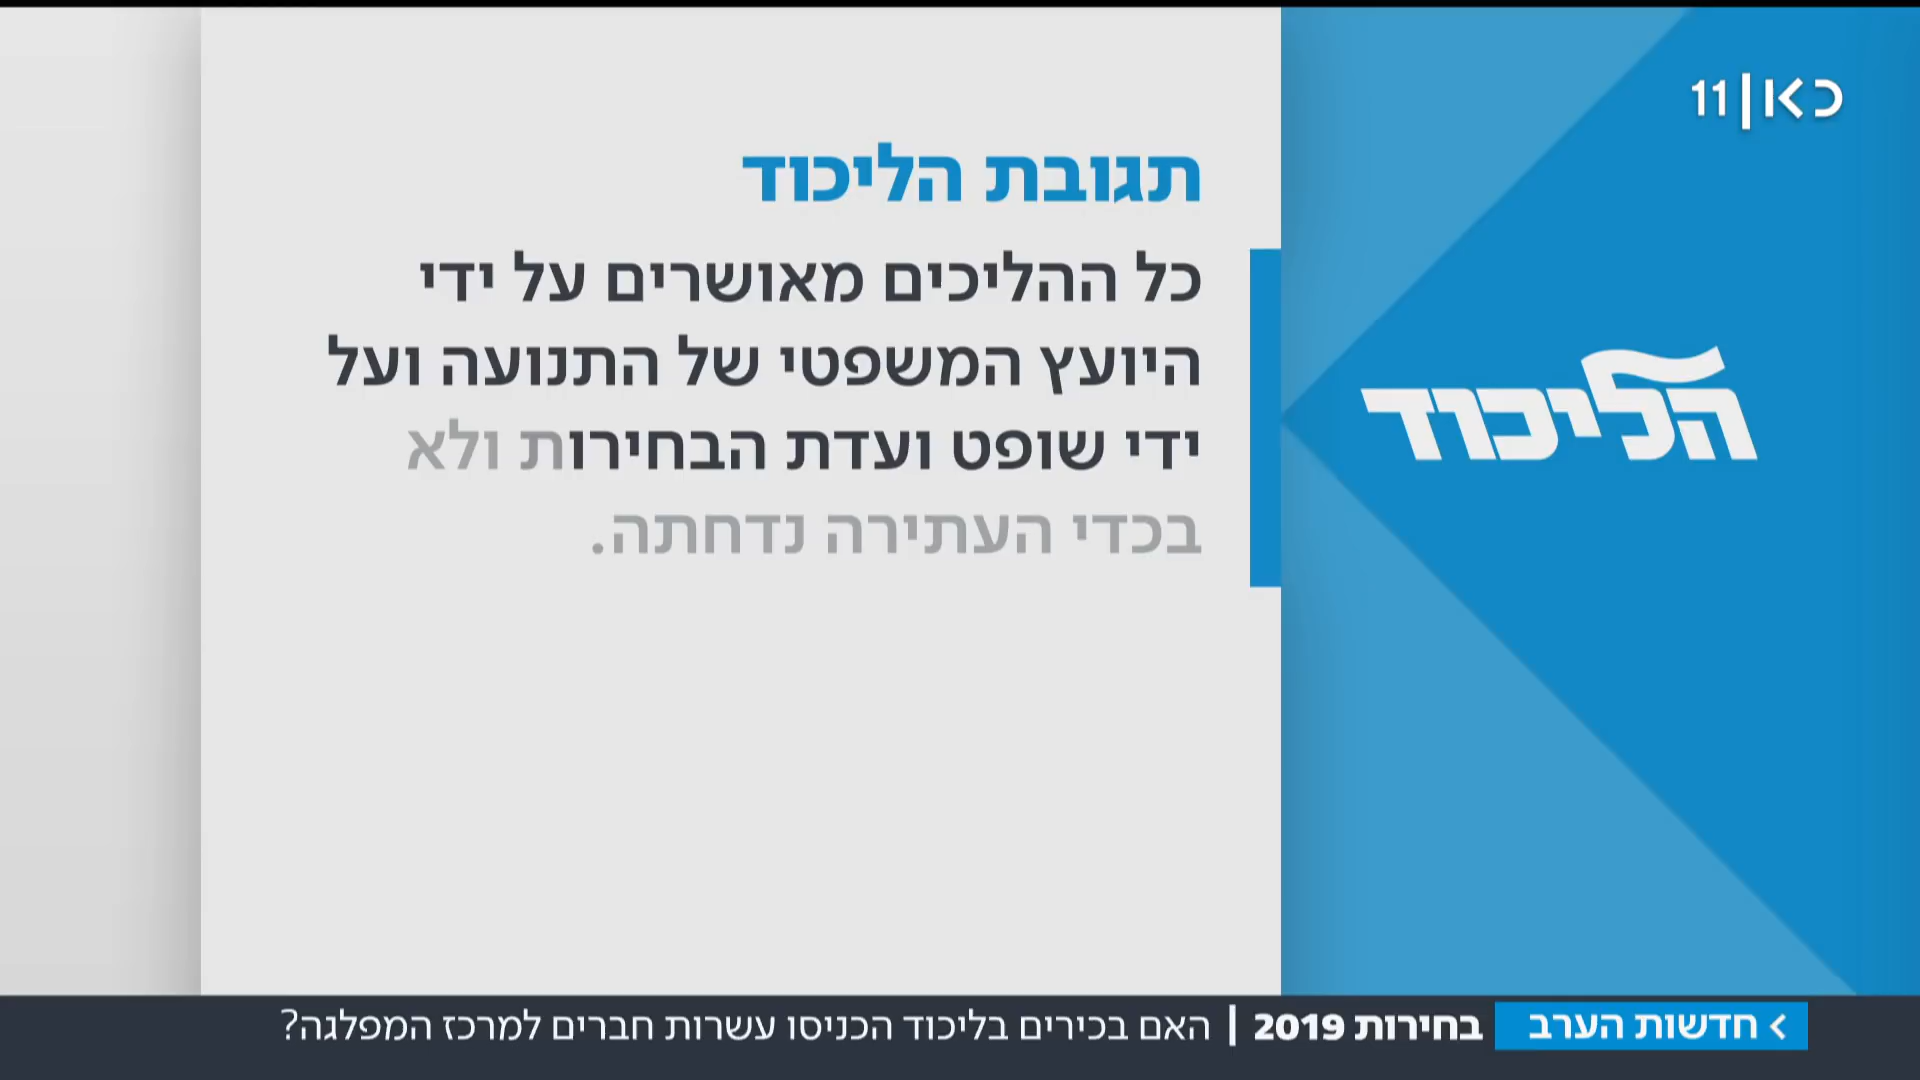 כאן 11
תגובת הליכוד
כל ההליכים מאושרים על ידי
היועץ המשפטי של התנועה ועל
ידי שופט ועדת הבחירות ולא
בכדי העתירה נדחתה.
הליכוד
חדשות הערב
בחירות 2019 | האם בכירים בליכוד הכניסו עשרות חברים למרכז המפלגה?